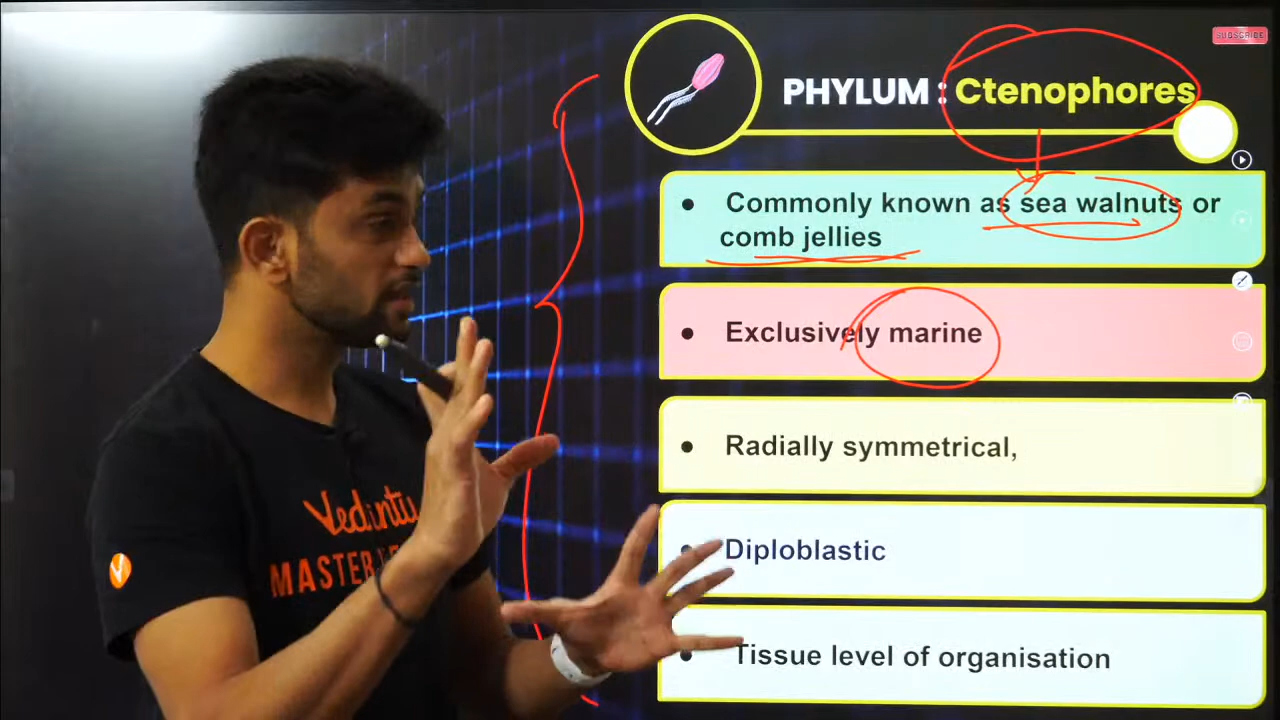 SUBSCRIBE
PHYLUM : Ctenophores
• Commonly known as sea walnuts or
comb jellies
• Exclusively marine
• Radially symmetrical,
• Diploblastic
• Tissue level of organisation
Vedantu
MASTER